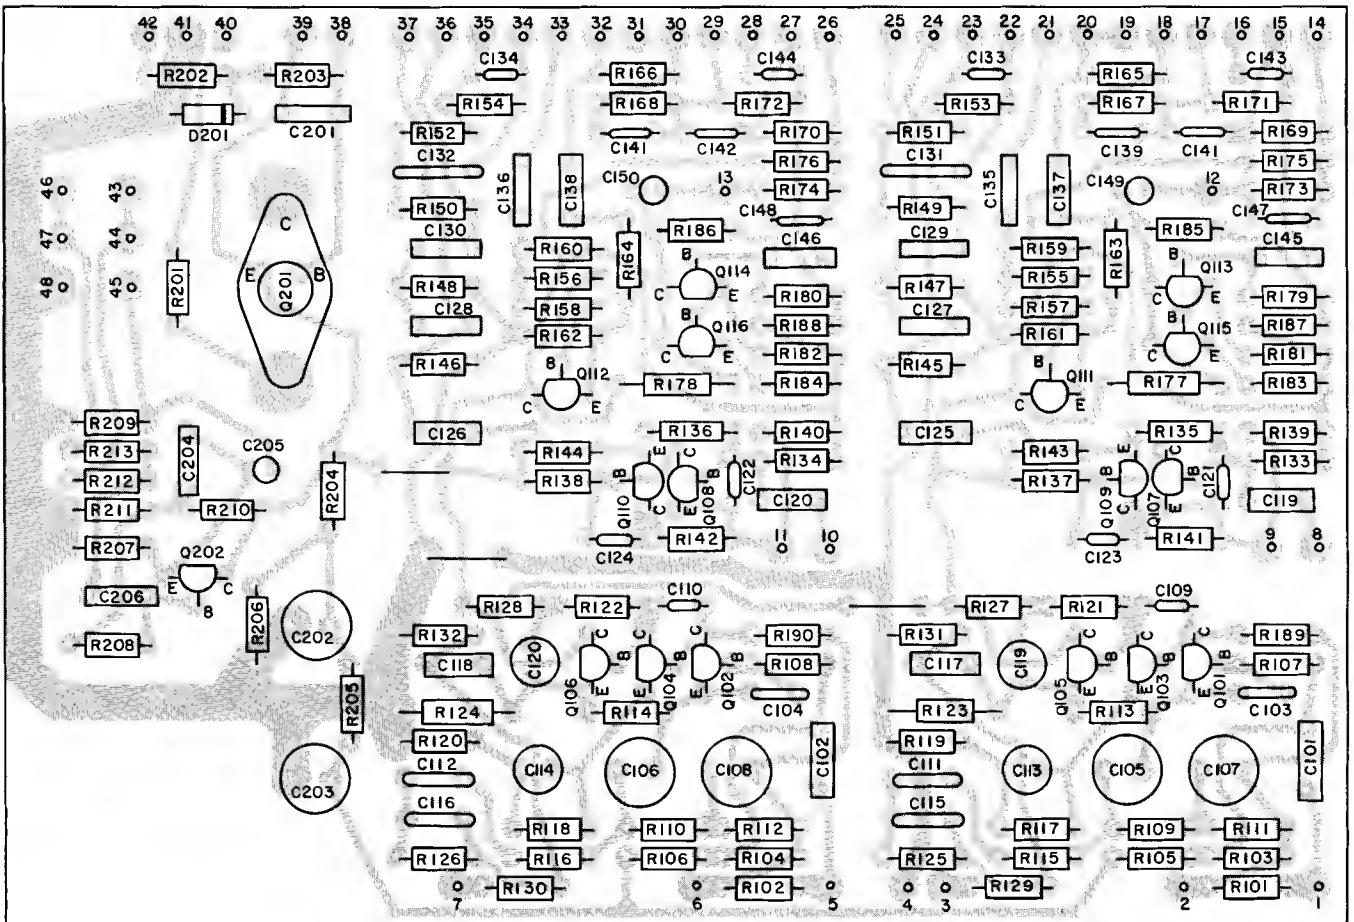 42 41 40 39 38 37 36 35 34 33 32 31 30 29 28 27 26 25 24 23 22 21 20 19 18 17 16 15 14
C134 C144 C133 C143
R202 R203 R166 R165
R154 R168 R172 R153 R167 R171
D201 C201
R152 R170 R151 R169
C132 C141 C142 C131 C139 C141
R176 R175
46 43 C136 C138 C150 13 R174 C135 C137 C149 12 R173
R150 C148 R149 C147
C
47 44 C130 R164 R186 C146 C129 R163 R185 C145
R160 R159
E B B Q114 B Q113
48 45 R201 Q201 R148 R156 C E R180 R147 R155 C E R179
R158 R157
C128 B Q116 R188 C127 B Q115 R187
R162 C E R182 R161 C E R181
R146 B Q112 R178 R184 R145 B Q111 R177 R183
C E C E
R209 C126 R136 R140 C125 R135 R139
R213 C204 C205 R144 E R134 R143 E R133
R212 R204 R138 B C B C122 R137 B C B C121
R211 R210 Q110 C E Q108 C120 Q109 C E Q107 C119
R207 Q202 C124 R142 11 10 C123 R141 9 8
E C B
C206 R206 C202 R128 R122 C110 R127 R121 C109
R208 R132 C C C R190 R131 C C C R189
C118 C120 B B B R108 C117 C119 B B B R107
E E E E E E
R205 Q106 Q104 Q102 C104 Q105 Q103 Q101 C103
R124 R114 R123 R113
R120 C102 R119 C101
C203 C112 C114 C106 C108 C111 C113 C105 C107
C116 C115
R118 R110 R112 R117 R109 R111
R126 R116 R106 R104 R125 R115 R105 R103
7 R130 6 R102 5 4 3 R129 2 R101 1